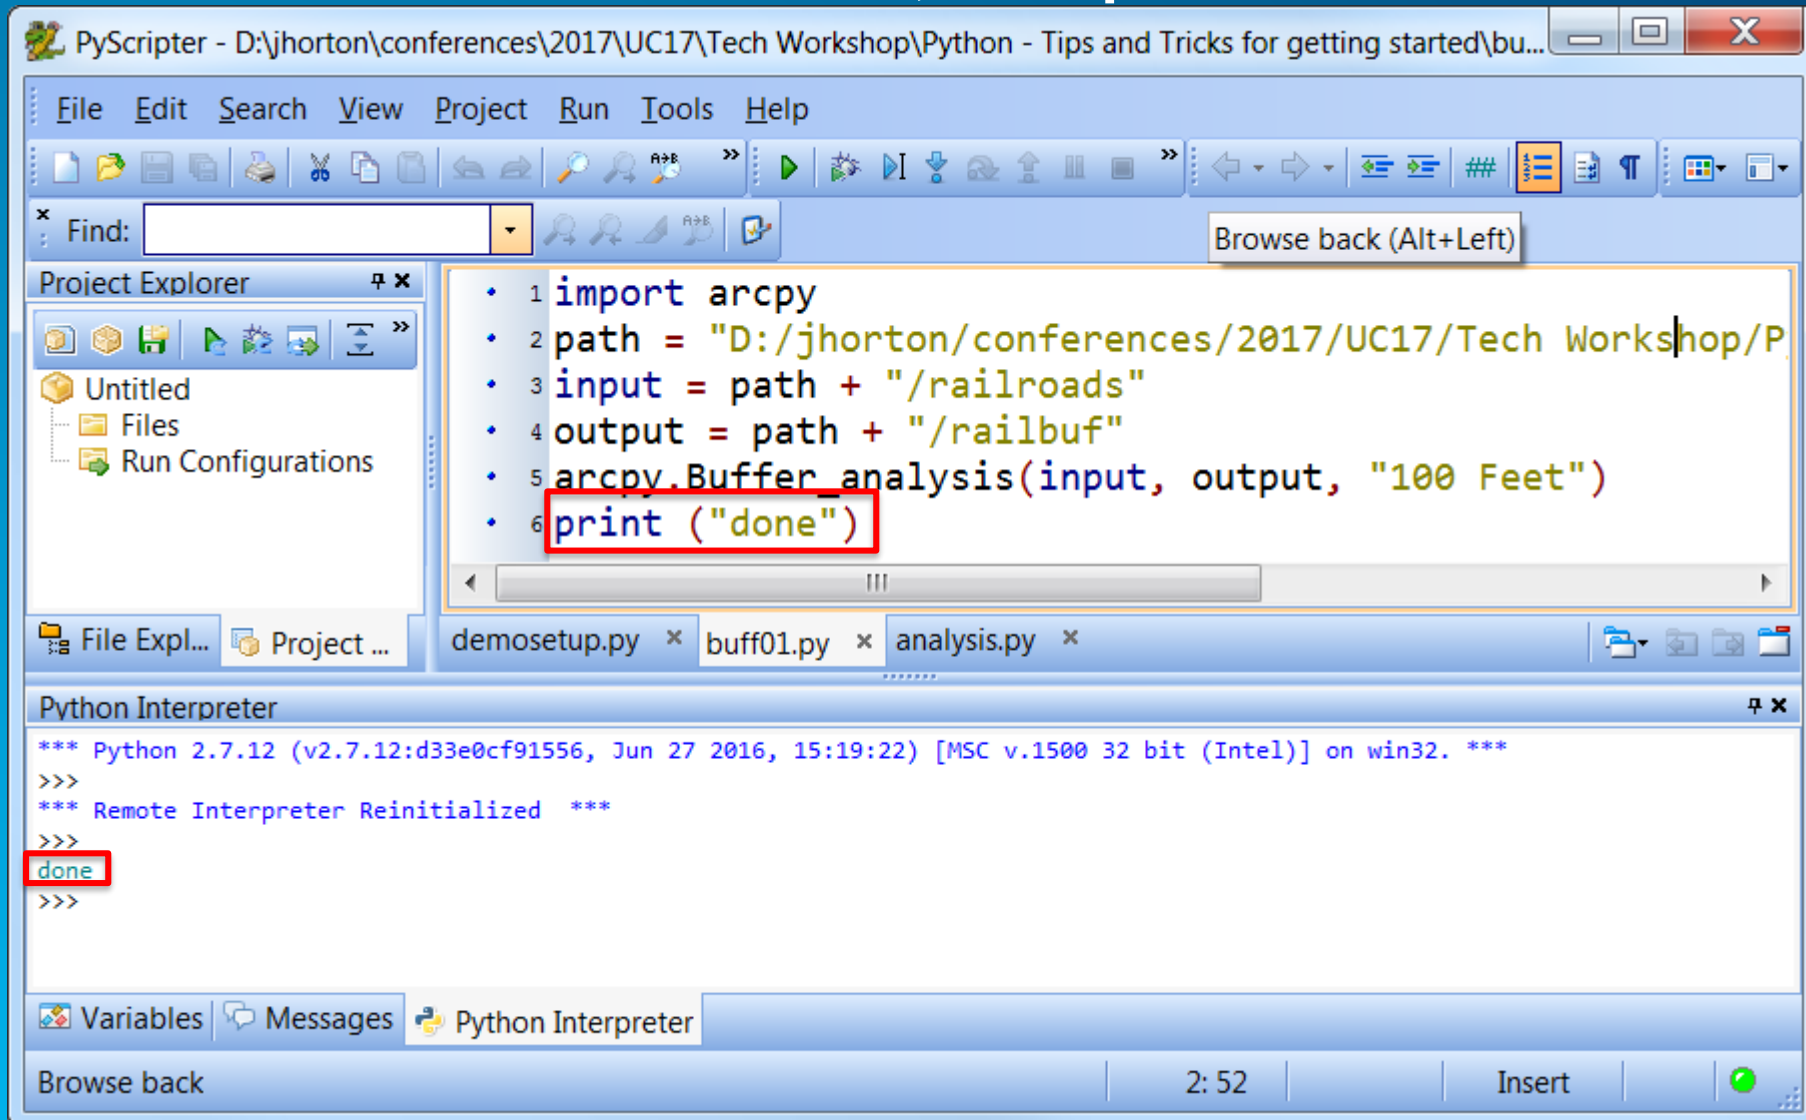 PyScripter - D:\jhorton\conferences\2017\UC17\Tech Workshop\Python - Tips and Tricks for getting started\bu...
File Edit Search View Project Run Tools Help
Find:
Browse back (Alt+Left)
Project Explorer
Untitled
Files
Run Configurations
1 import arcpy
2 path = "D:/jhorton/conferences/2017/UC17/Tech Workshop/P
3 input = path + "/railroads"
4 output = path + "/railbuf"
5 arcpy.Buffer_analysis(input, output, "100 Feet")
6 print ("done")
File Expl... Project ...
demosetup.py buff01.py analysis.py
Python Interpreter
*** Python 2.7.12 (v2.7.12:d33e0cf91556, Jun 27 2016, 15:19:22) [MSC v.1500 32 bit (Intel)] on win32. ***
>>>
*** Remote Interpreter Reinitialized ***
>>>
done
>>>
Variables Messages Python Interpreter
Browse back 2: 52 Insert